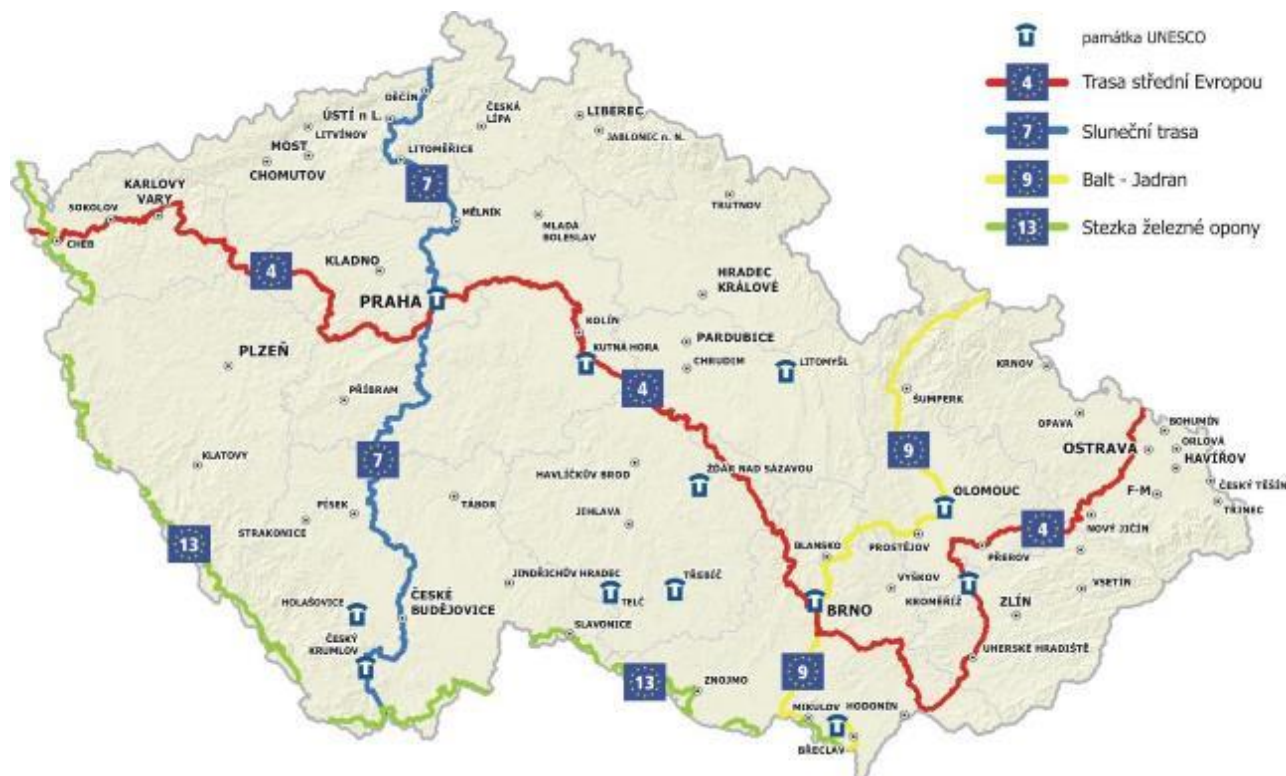 památka UNESCO
4 Trasa střední Evropou
7 Sluneční trasa
9 Balt - Jadran
13 Stezka železné opony
DĚČÍN
ÚSTÍ n L.
LITVÍNOV
ČESKÁ
LÍPA
LIBEREC
JABLONEC n. N.
MOST
CHOMUTOV
LITOMĚŘICE
7
KARLOVY
VARY
SOKOLOV
CHEB
MĚLNÍK
MLADÁ
BOLESLAV
TRUTNOV
4
KLADNO
PRAHA
HRADEC
KRÁLOVÉ
KOLÍN
KUTNÁ HORA
PARDUBICE
CHRUDIM
LITOMYŠL
PLZEŇ
PŘÍBRAM
4
ŠUMPERK
KRNOV
OPAVA
BOHUMÍN
ORLOVÁ
OSTRAVA
HAVÍŘOV
ČESKÝ TĚŠÍN
TŘINEC
F-M
KLATOVY
7
HAVLÍČKŮV BROD
ŽĎÁR NAD SÁZAVOU
9
OLOMOUC
PÍSEK
TÁBOR
STRAKONICE
JIHLAVA
4
NOVÝ JIČÍN
13
BLANSKO
PROSTĚJOV
PŘEROV
VSETÍN
JINDŘICHŮV HRADEC
TELČ
TŘEBÍČ
VYŠKOV
KROMĚŘÍŽ
ZLÍN
HOLAŠOVICE
ČESKÉ
BUDĚJOVICE
BRNO
SLAVONICE
ČESKÝ
KRUMLOV
UHERSKÉ HRADIŠTĚ
13
ZNOJMO
9
MIKULOV
HODONÍN
BŘECLAV